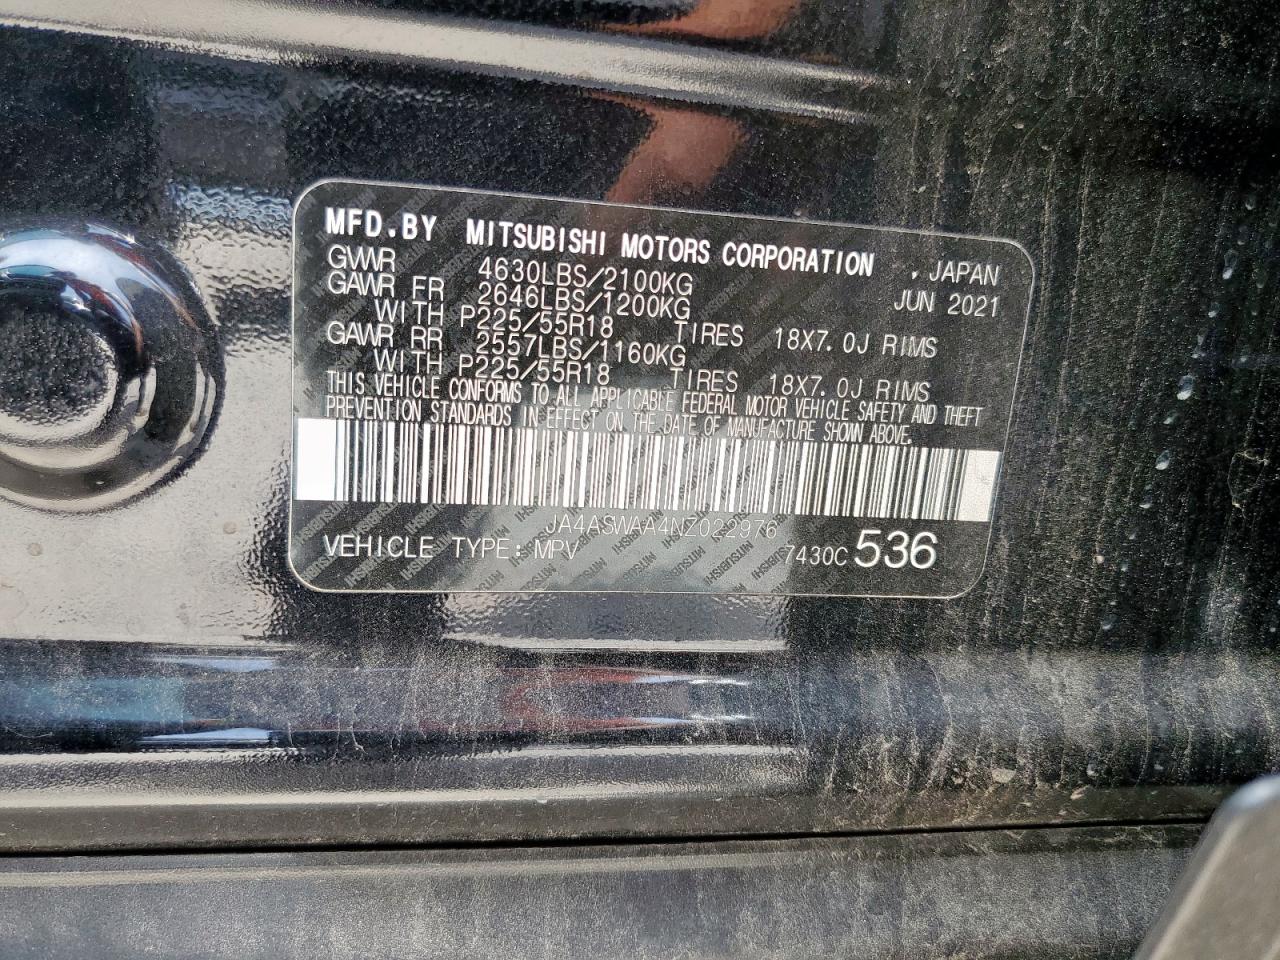 MFD.BY MITSUBISHI MOTORS CORPORATION , JAPAN
GWWR 4630LBS/2100KG JUN 2021
GAWR FR 2646LBS/1200KG
WITH P225/55R18 TIRES 18X7.0J RIMS
GAWR RR 2557LBS/1160KG
WITH P225/55R18 TIRES 18X7.0J RIMS
THIS VEHICLE CONFORMS TO ALL APPLICABLE FEDERAL MOTOR VEHICLE SAFETY AND THEFT
PREVENTION STANDARDS IN EFFECT ON THE DATE OF MANUFACTURE SHOWN ABOVE.
JA4ASWAA4NZ022976
VEHICLE TYPE: MPV 7430C 536